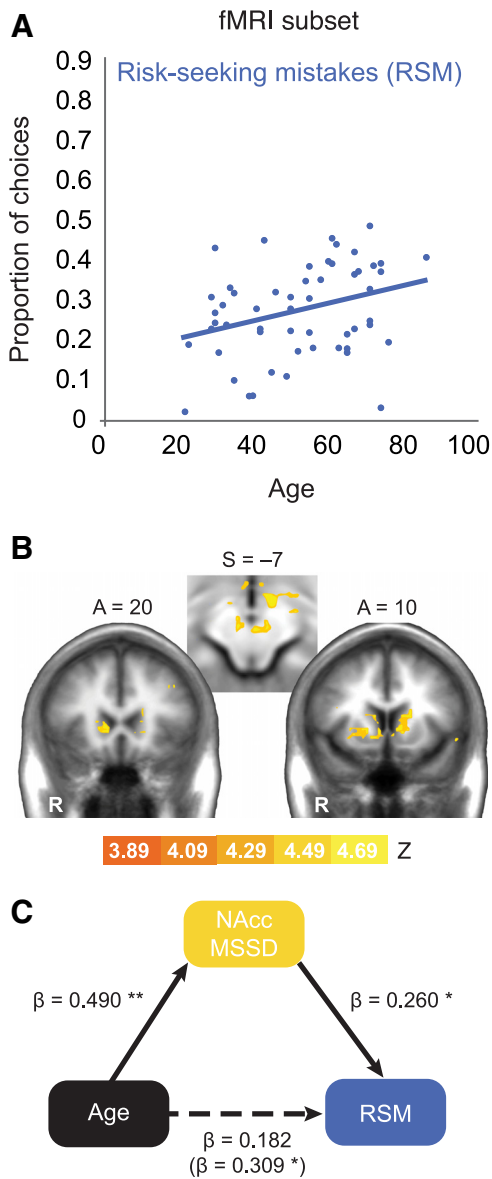 A
fMRI subset
Risk-seeking mistakes (RSM)
Proportion of choices
0.9
0.8
0.7
0.6
0.5
0.4
0.3
0.2
0.1
0
0 20 40 60 80 100
Age
B
S = –7
A = 20
A = 10
R
R
3.89 4.09 4.29 4.49 4.69 Z
C
NAcc
MSSD
β = 0.490 **
β = 0.260 *
Age
RSM
β = 0.182
(β = 0.309 *)